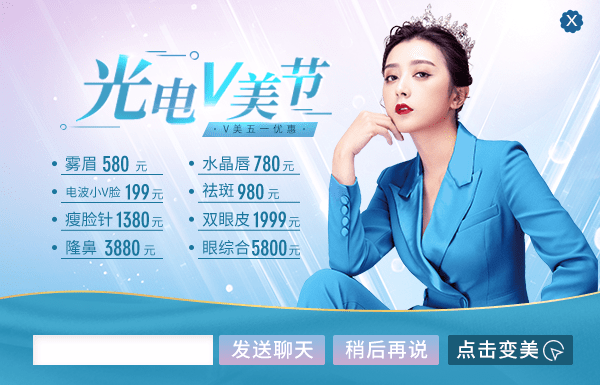 X
光电V美节
·V美五一优惠·
• 雾眉 580 元
• 水晶唇 780 元
• 电波小V脸 199 元
• 祛斑 980 元
• 瘦脸针 1380 元
• 双眼皮 1999 元
• 隆鼻 3880 元
• 眼综合 5800 元
发送聊天 稍后再说 点击变美